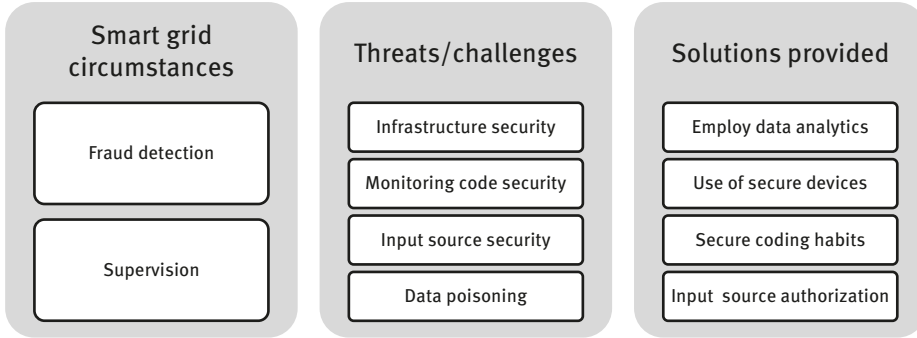 Smart grid
circumstances
Fraud detection
Supervision
Threats/challenges
Infrastructure security
Monitoring code security
Input source security
Data poisoning
Solutions provided
Employ data analytics
Use of secure devices
Secure coding habits
Input source authorization